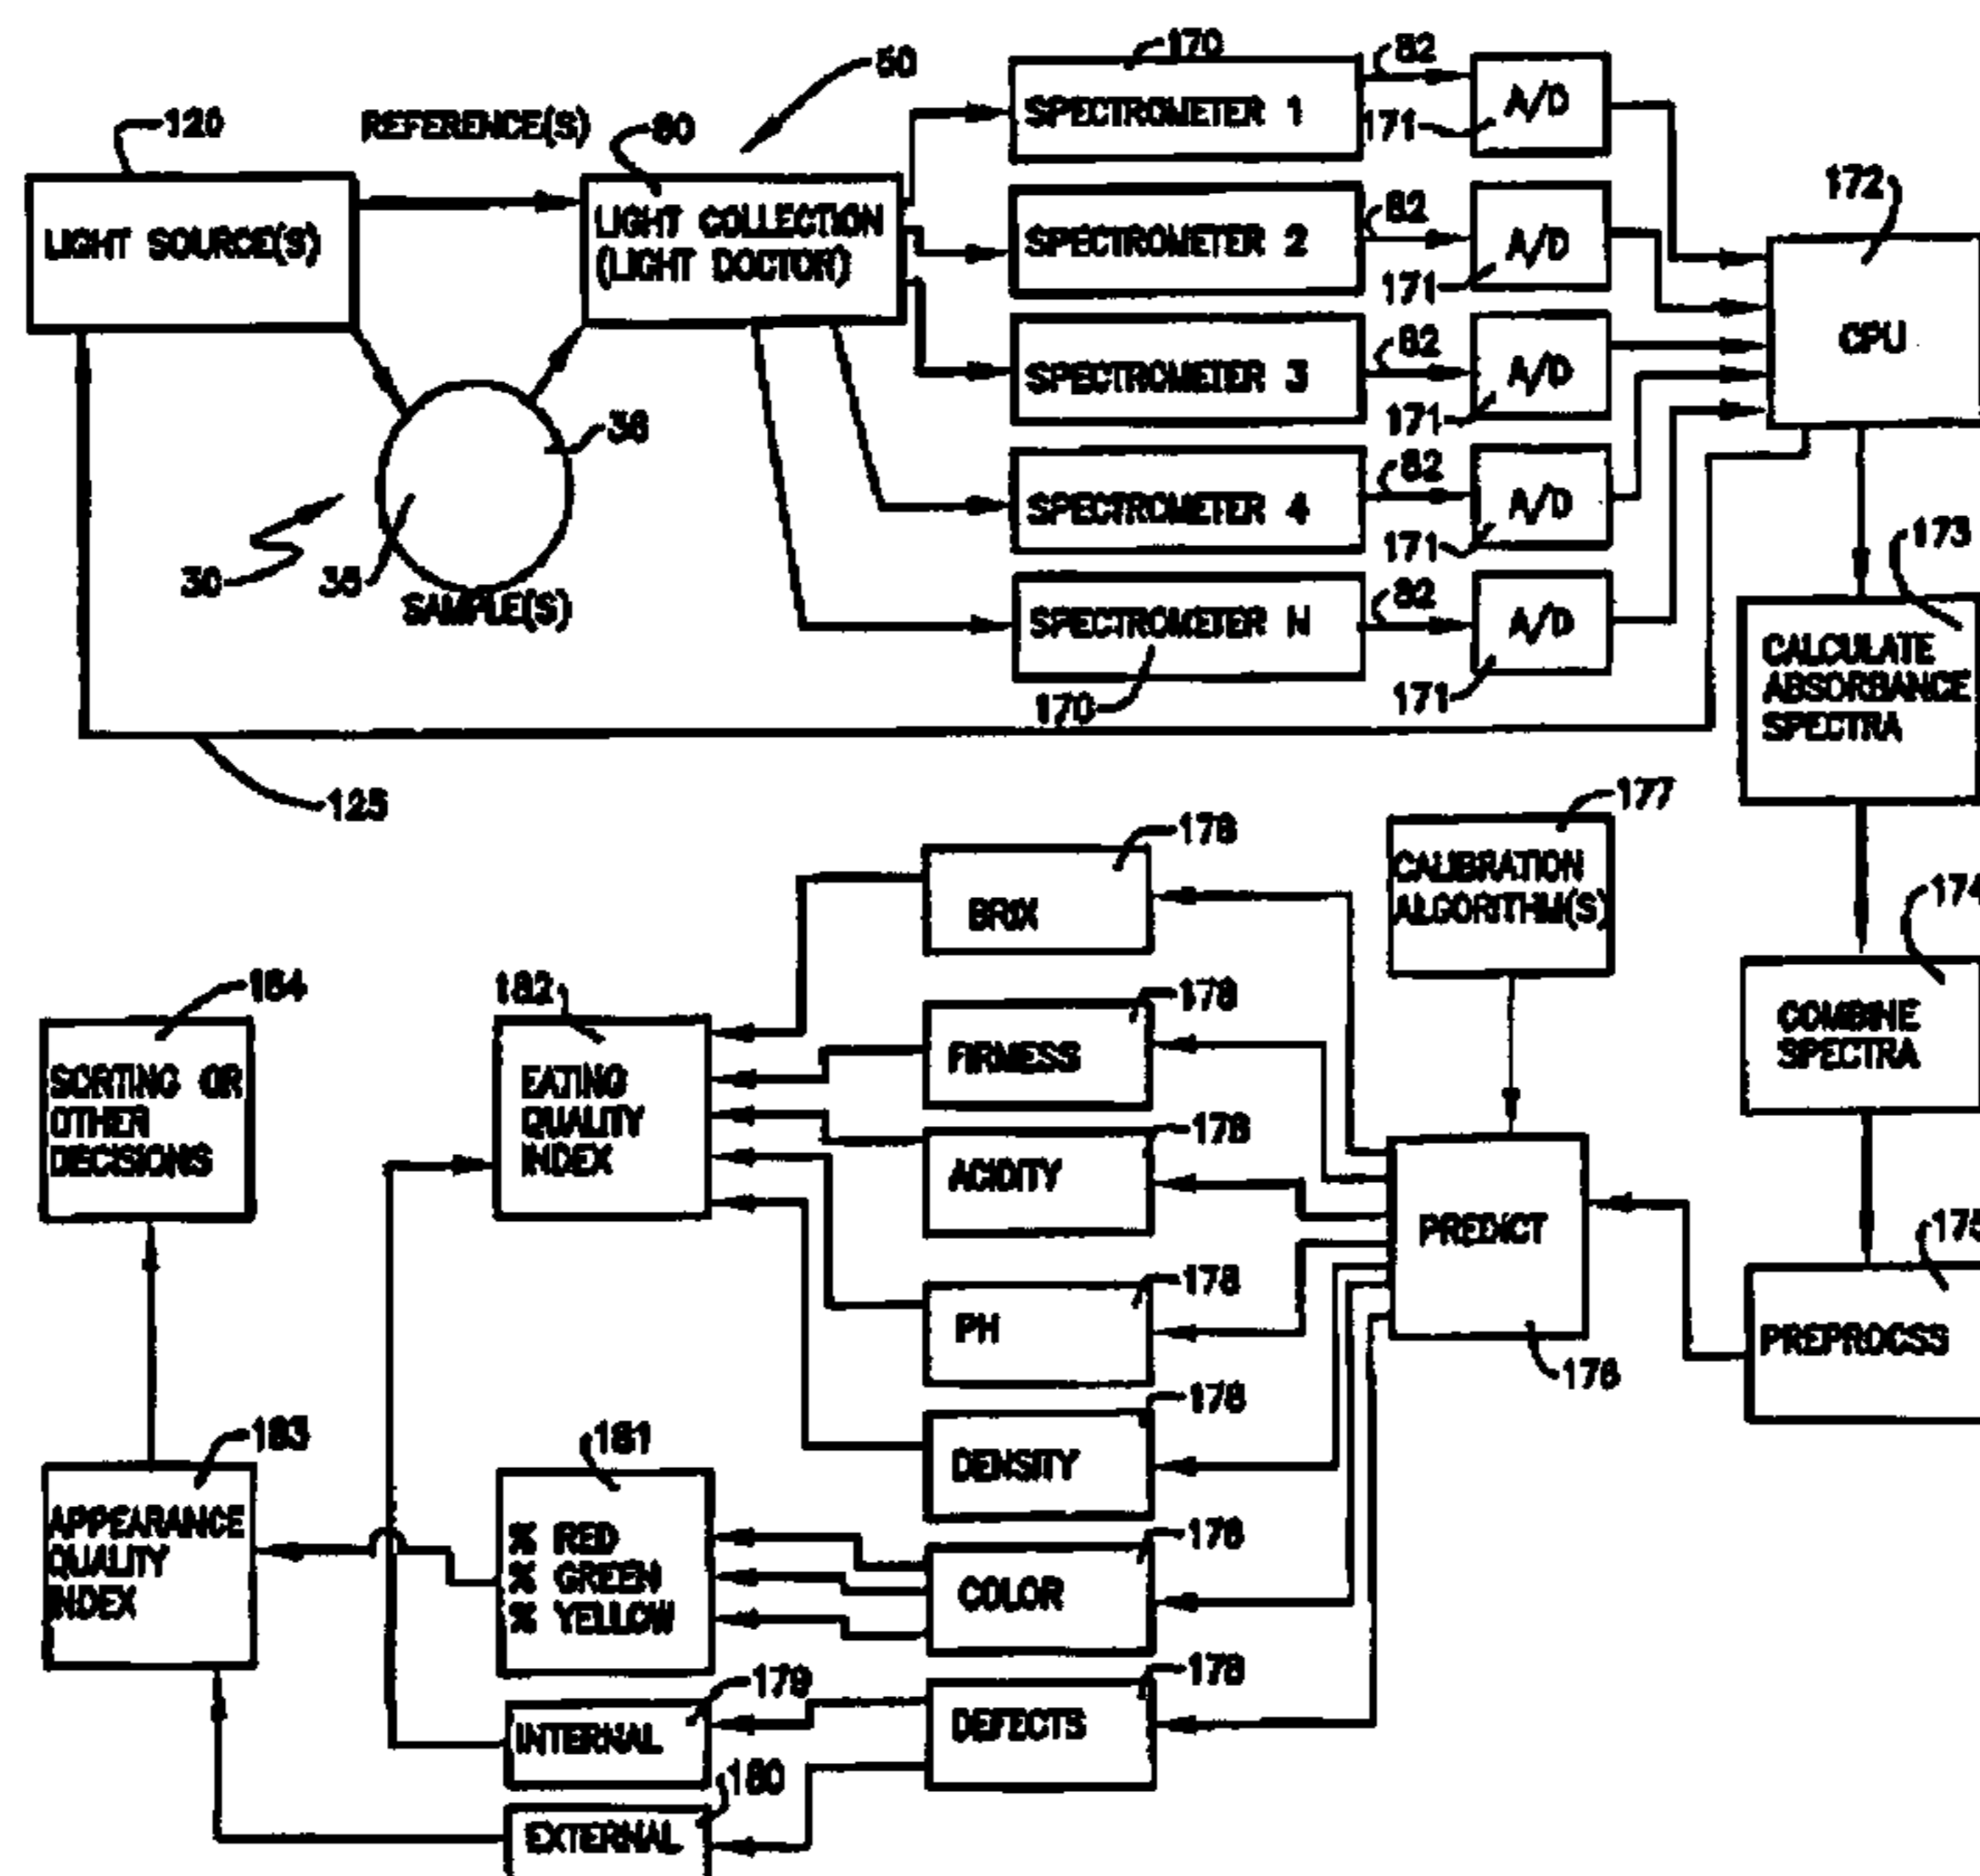 120
REFERENCE(S)
80
50
170
82
LIGHT SOURCE(S)
LIGHT COLLECTION
(LIGHT DOCTOR)
SPECTROMETER 1
171
A/D
172
SPECTROMETER 2
82
171
A/D
CPU
SPECTROMETER 3
82
171
A/D
36
30
35
SAMPLE(S)
SPECTROMETER 4
82
171
A/D
173
SPECTROMETER N
82
170
171
A/D
CALCULATE
ABSORBANCE
SPECTRA
125
177
CALIBRATION
ALGORITHM(S)
174
COMBINE
SPECTRA
178
BRIX
184
SORTING OR
OTHER
DECISIONS
182
EATING
QUALITY
INDEX
178
FIRMESS
178
ACIDITY
PREDICT
176
175
PREPROCSS
178
PH
178
DENSITY
183
APPEARANCE
QUALITY
INDEX
181
% RED
% GREEN
% YELLOW
178
COLOR
179
INTERNAL
178
DEFECTS
180
EXTERNAL